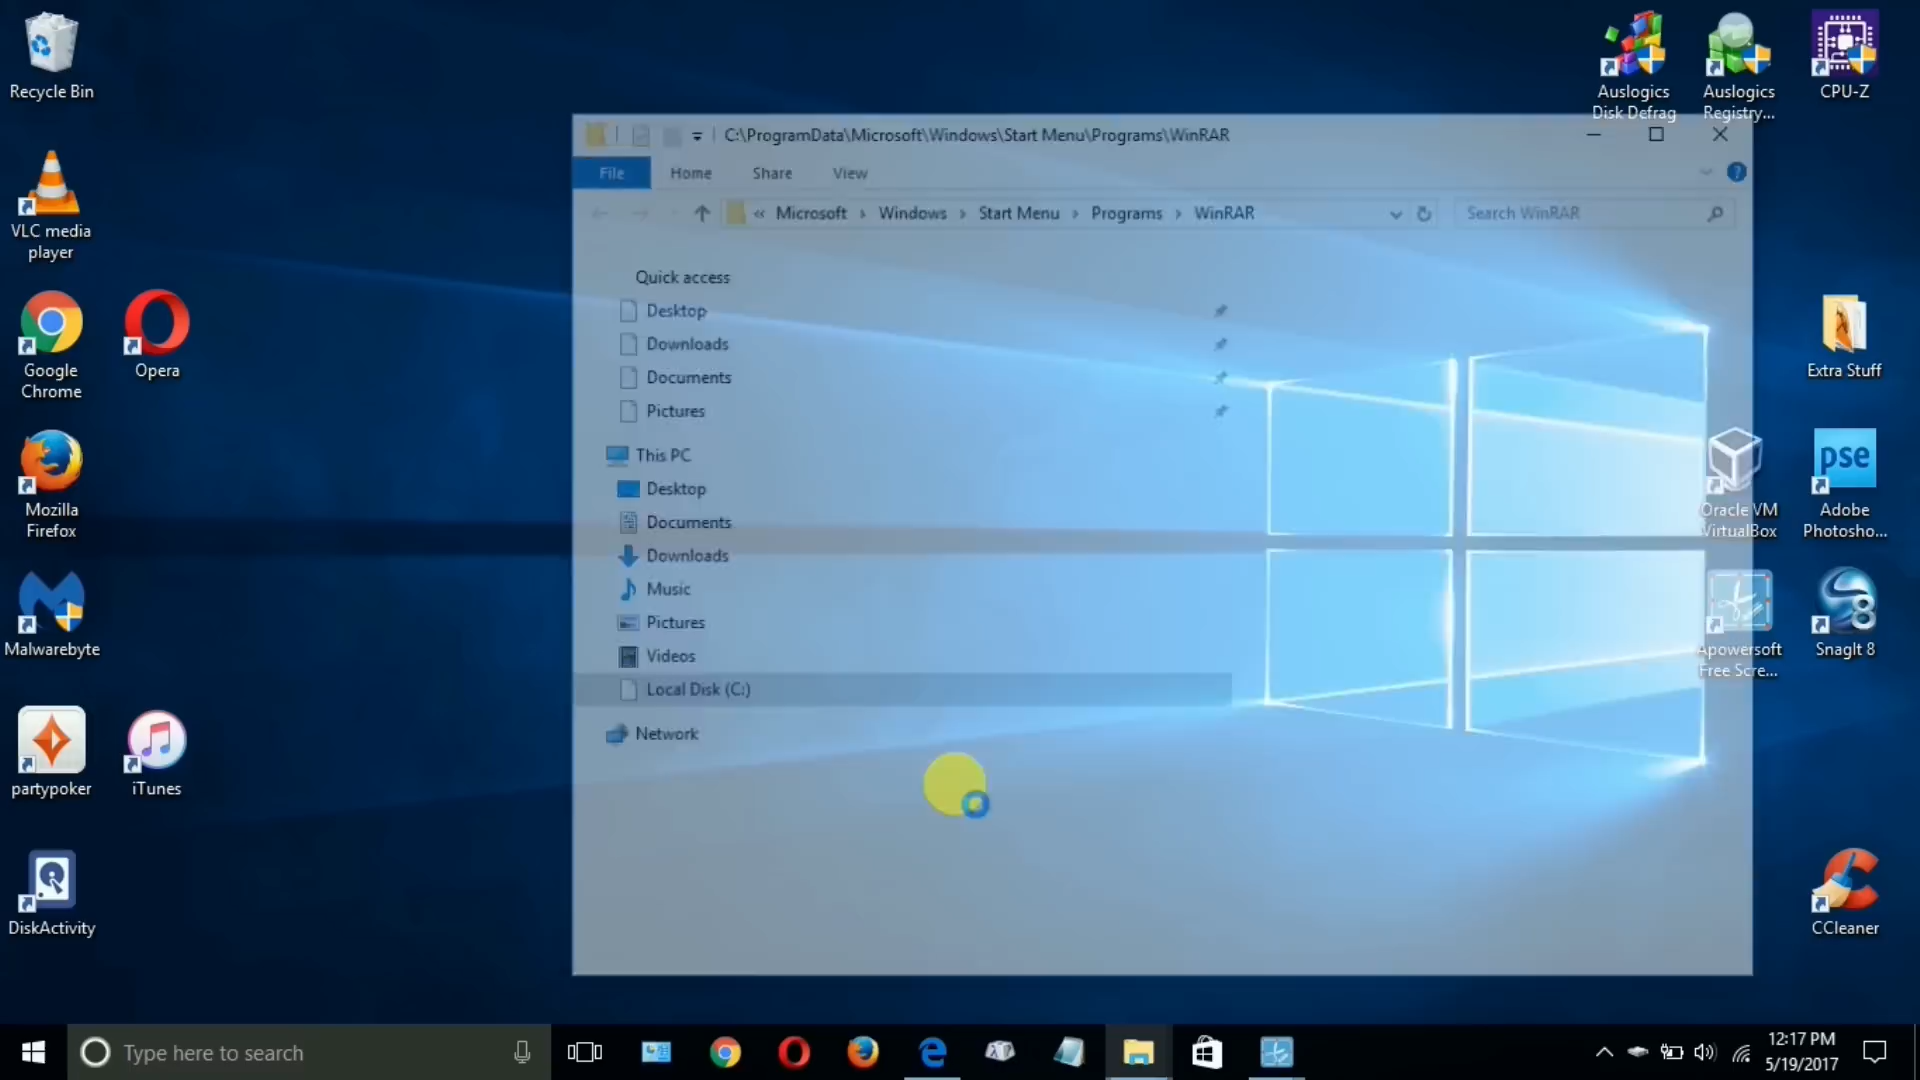 Recycle Bin
VLC media
player
Google
Chrome
Opera
Mozilla
Firefox
Malwarebyte
partypoker
iTunes
DiskActivity
C:\ProgramData\Microsoft\Windows\Start Menu\Programs\WinRAR
File
Home
Share
View
?
« Microsoft › Windows › Start Menu › Programs › WinRAR
Search WinRAR
Quick access
Desktop
Downloads
Documents
Pictures
This PC
Desktop
Documents
Downloads
Music
Pictures
Videos
Local Disk (C:)
Network
Auslogics
Disk Defrag
Auslogics
Registry...
CPU-Z
Extra Stuff
Oracle VM
VirtualBox
pse
Adobe
Photosho...
Apowersoft
Free Scre...
8
SnagIt 8
CCleaner
Type here to search
12:17 PM
5/19/2017